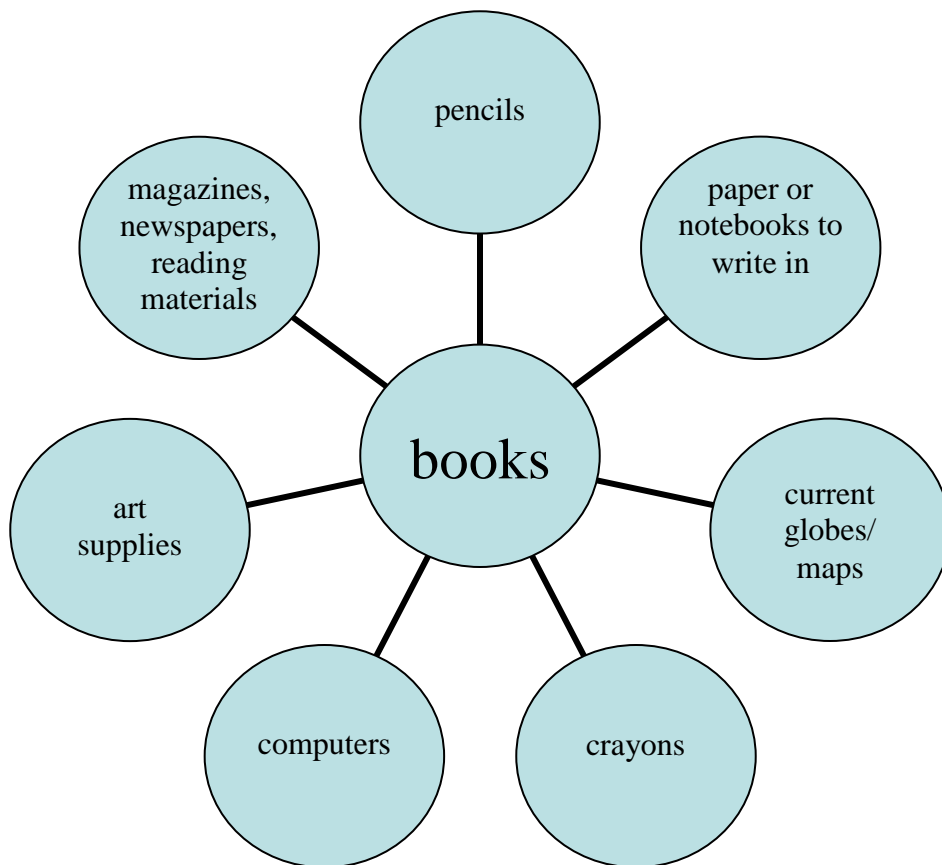 pencils
magazines,
newspapers,
reading
materials
paper or
notebooks to
write in
books
art
supplies
current
globes/
maps
computers
crayons